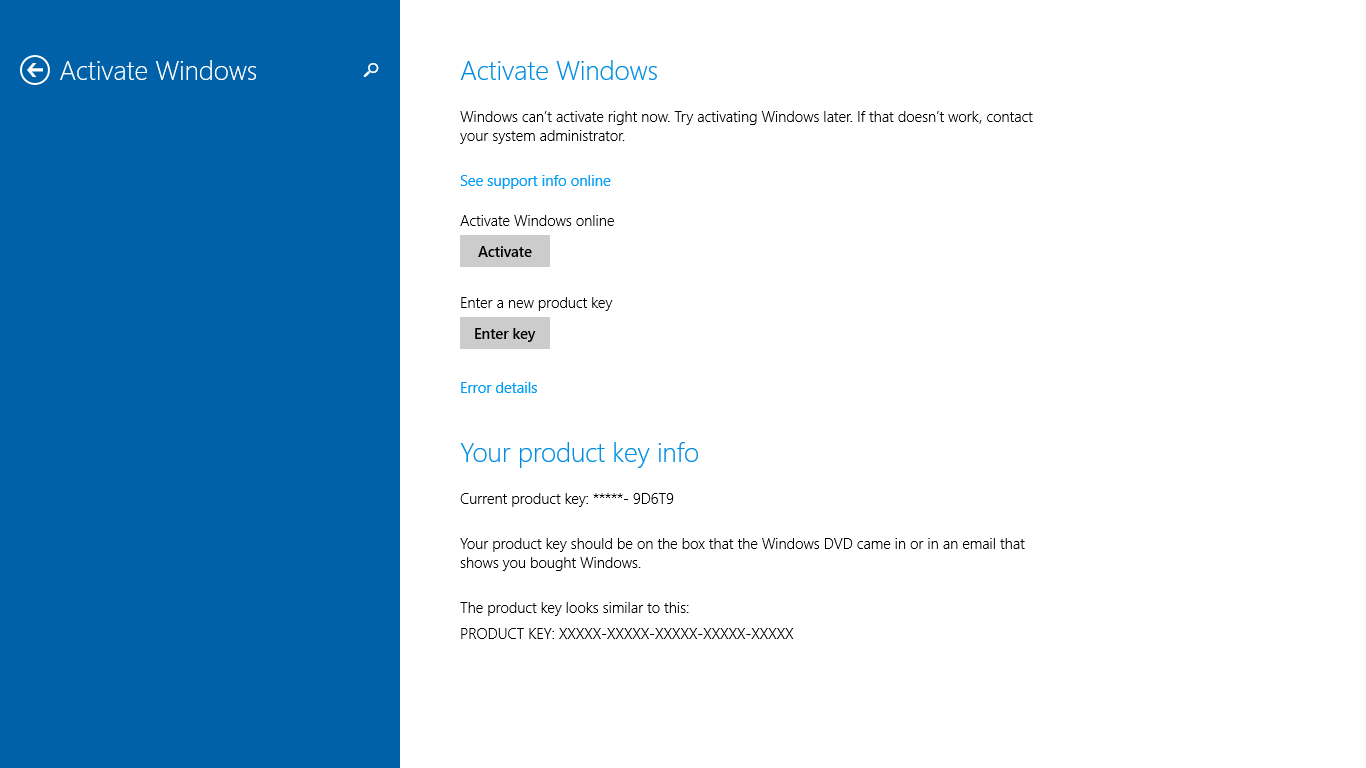 Activate Windows
Activate Windows
Windows can't activate right now. Try activating Windows later. If that doesn't work, contact
your system administrator.
See support info online
Activate Windows online
Activate
Enter a new product key
Enter key
Error details
Your product key info
Current product key: *****- 9D6T9
Your product key should be on the box that the Windows DVD came in or in an email that
shows you bought Windows.
The product key looks similar to this:
PRODUCT KEY: XXXXX-XXXXX-XXXXX-XXXXX-XXXXX